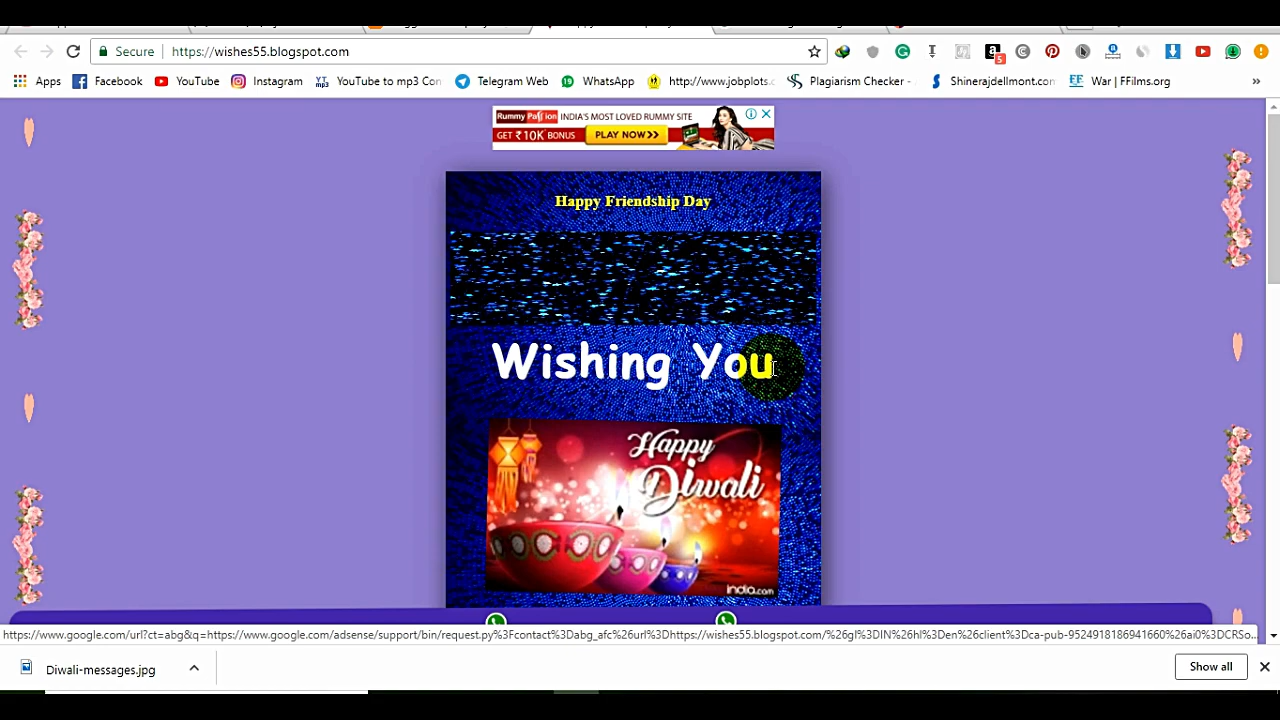 Secure https://wishes55.blogspot.com
Apps Facebook YouTube Instagram YouTube to mp3 Con Telegram Web WhatsApp http://www.jobplots.c Plagiarism Checker - Shinerajdellmont.con War | FFilms.org »
Rummy Passion INDIA'S MOST LOVED RUMMY SITE
GET ₹10K BONUS PLAY NOW>>
Happy Friendship Day
Wishing You
Happy
Diwali
india.com
https://www.google.com/url?ct=abg&q=https://www.google.com/adsense/support/bin/request.py%3Fcontact%3Dabg_afc%26url%3Dhttps://wishes55.blogspot.com/%26gl%3DIN%26hl%3Den%26client%3Dca-pub-9524918186941660%26ai0%3DCRSo...
Diwali-messages.jpg Show all